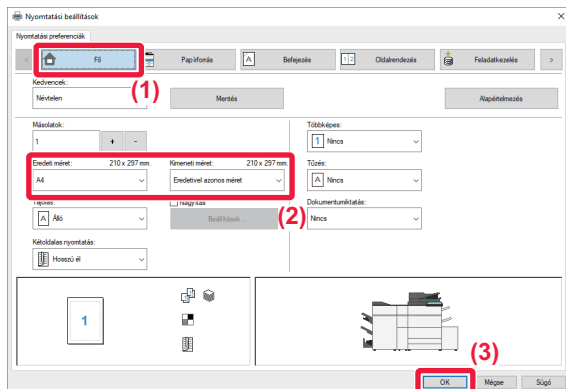 Nyomtatási beállítások
Nyomtatási preferenciák
Fő
Papírforrás
Befejezés
Oldalrendezés
Feladatkezelés
Kedvencek:
(1)
Névtelen
Mentés
Alapértelmezés
Másolatok:
Többképes:
1
+
-
1
Nincs
Eredeti méret:
210 x 297 mm.
Kimeneti méret:
210 x 297 mm.
Tűzés:
A4
Eredetivel azonos méret
A
Nincs
Tájolás:
Nagyítás
(2)
Dokumentumiktatás:
A
Álló
Beállítások...
Nincs
Kétoldalas nyomtatás:
Hosszú él
1
(3)
OK
Mégse
Súgó